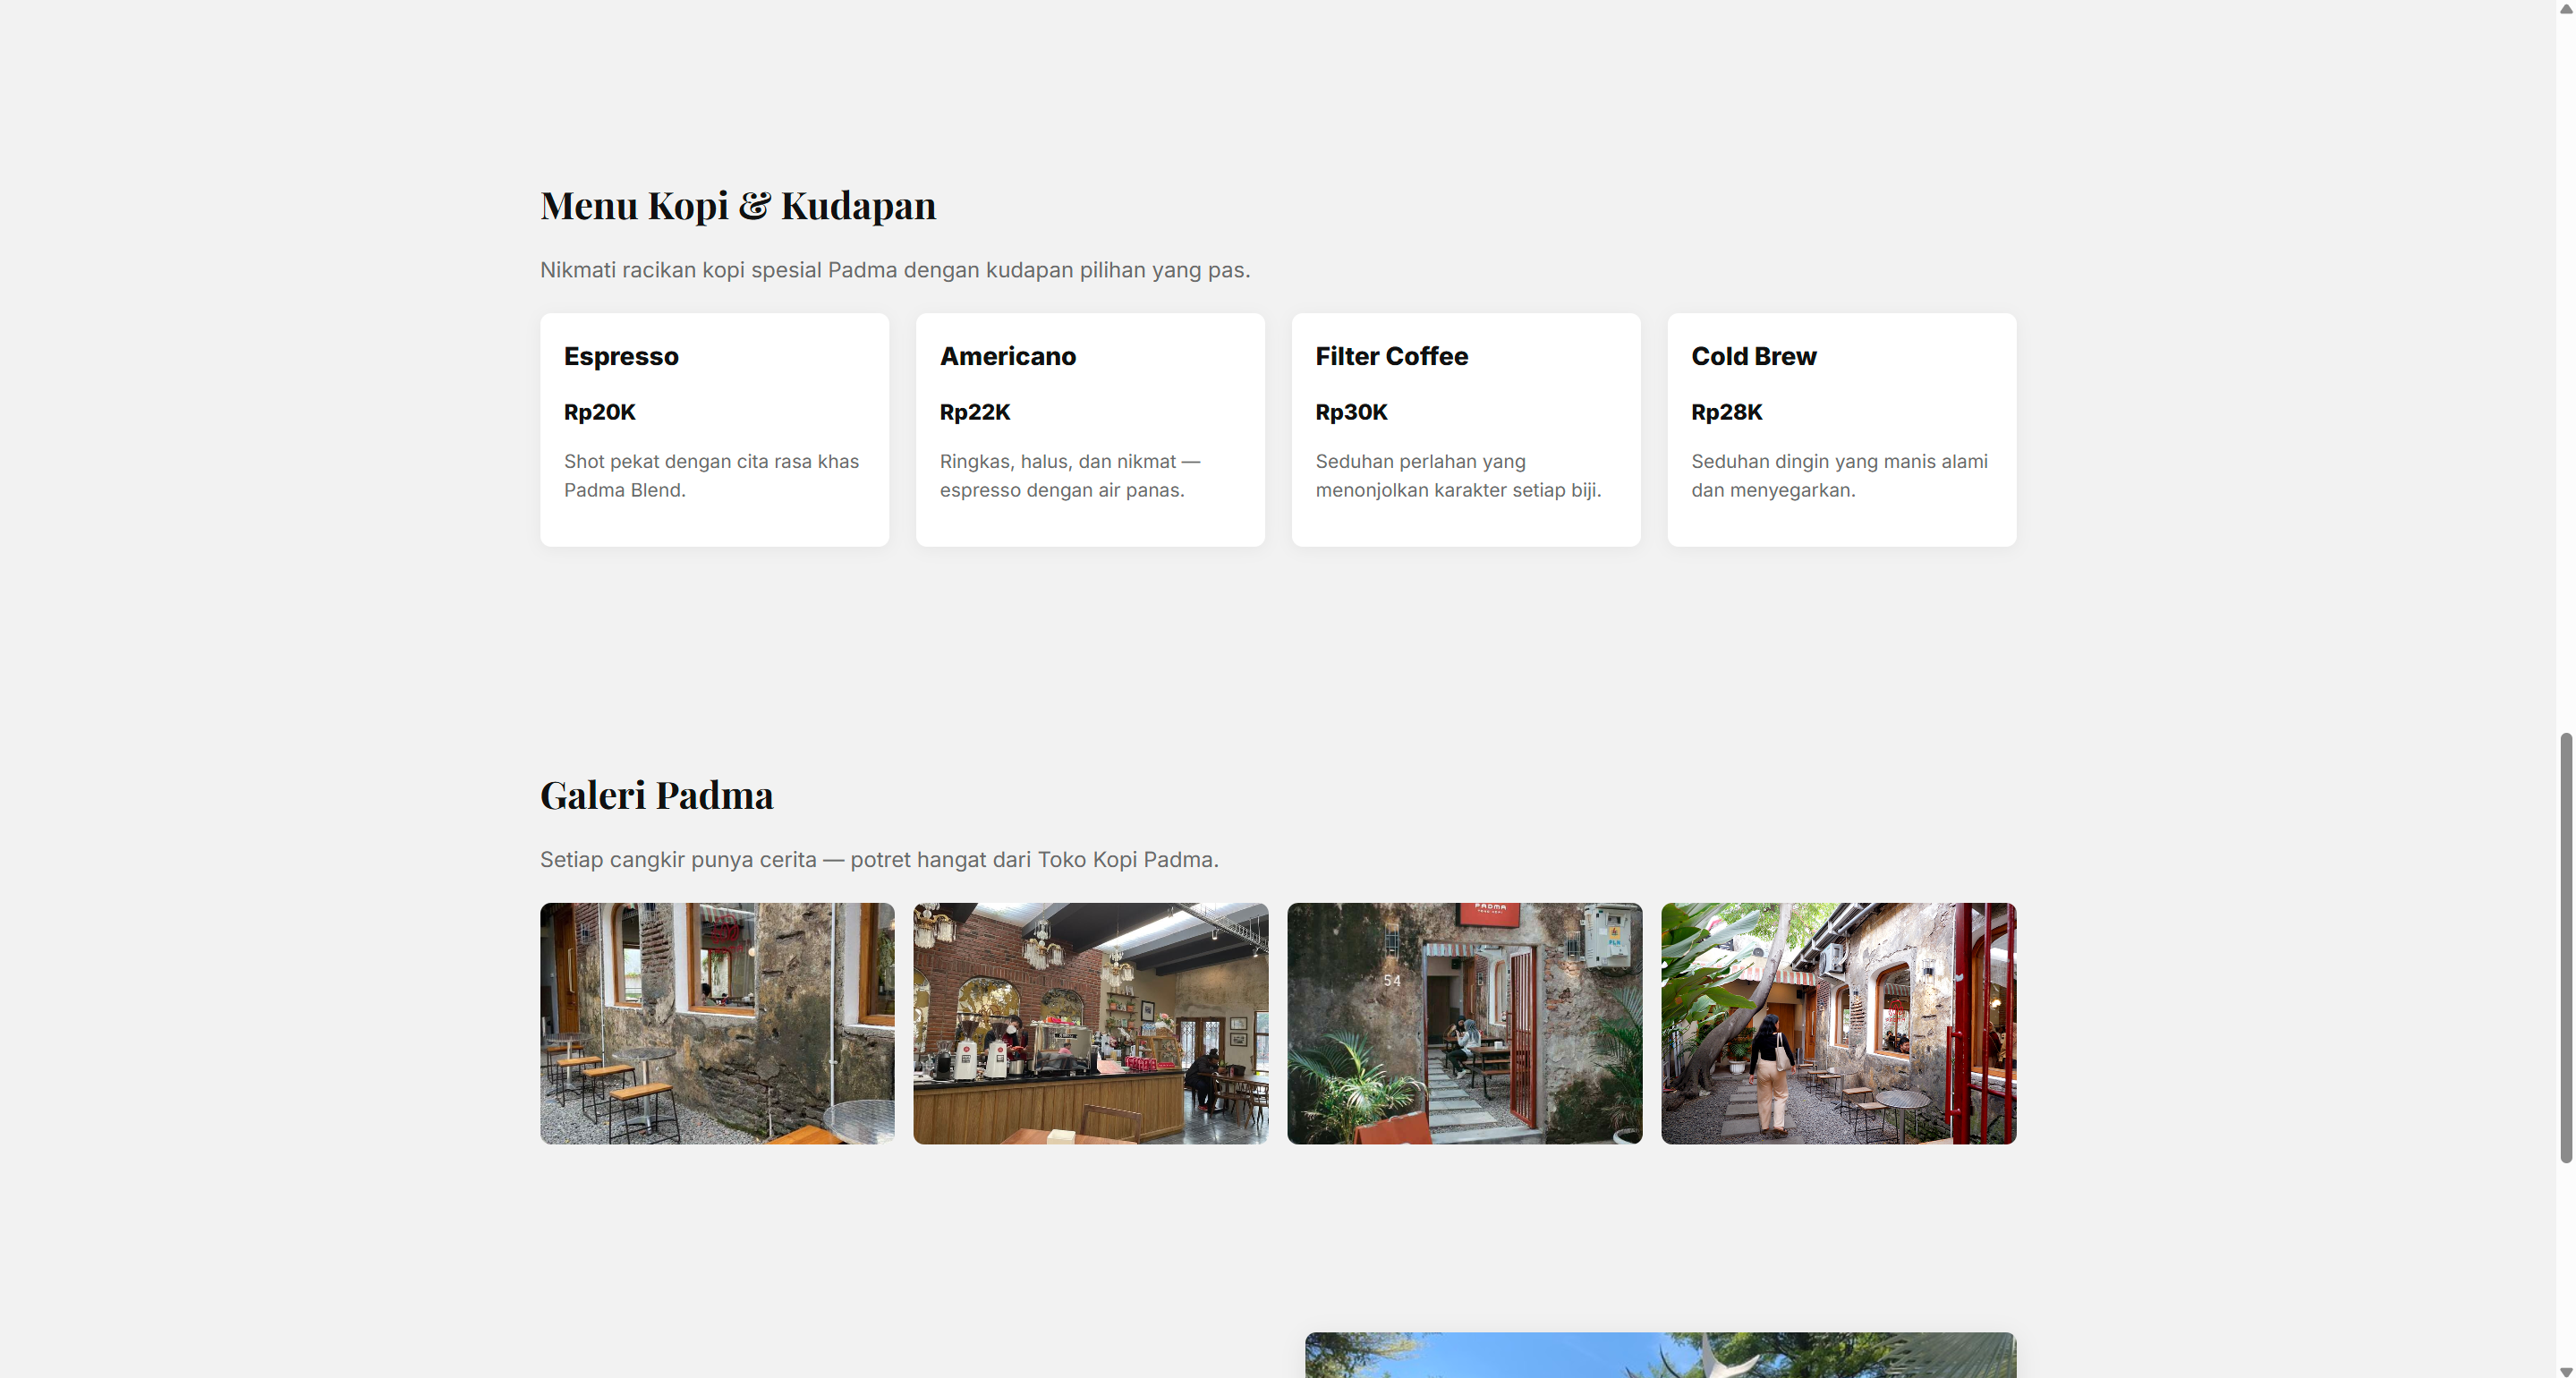 Menu Kopi & Kudapan
Nikmati racikan kopi spesial Padma dengan kudapan pilihan yang pas.
Espresso
Rp20K
Shot pekat dengan cita rasa khas
Padma Blend.
Americano
Rp22K
Ringkas, halus, dan nikmat —
espresso dengan air panas.
Filter Coffee
Rp30K
Seduhan perlahan yang
menonjolkan karakter setiap biji.
Cold Brew
Rp28K
Seduhan dingin yang manis alami
dan menyegarkan.
Galeri Padma
Setiap cangkir punya cerita — potret hangat dari Toko Kopi Padma.
PADMA
54